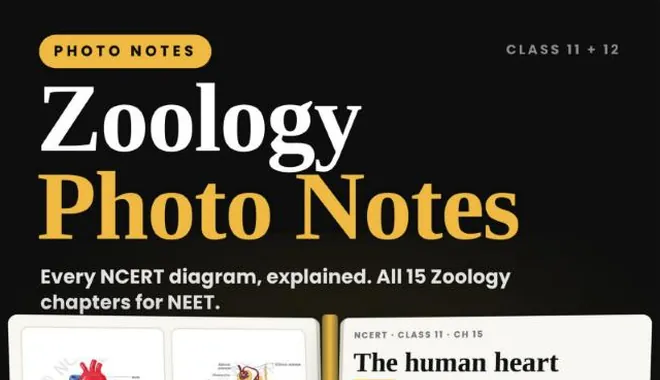 PHOTO NOTES
CLASS 11 + 12
Zoology
Photo Notes
Every NCERT diagram, explained. All 15 Zoology
chapters for NEET.
NCERT · CLASS 11 · CH 15
The human heart